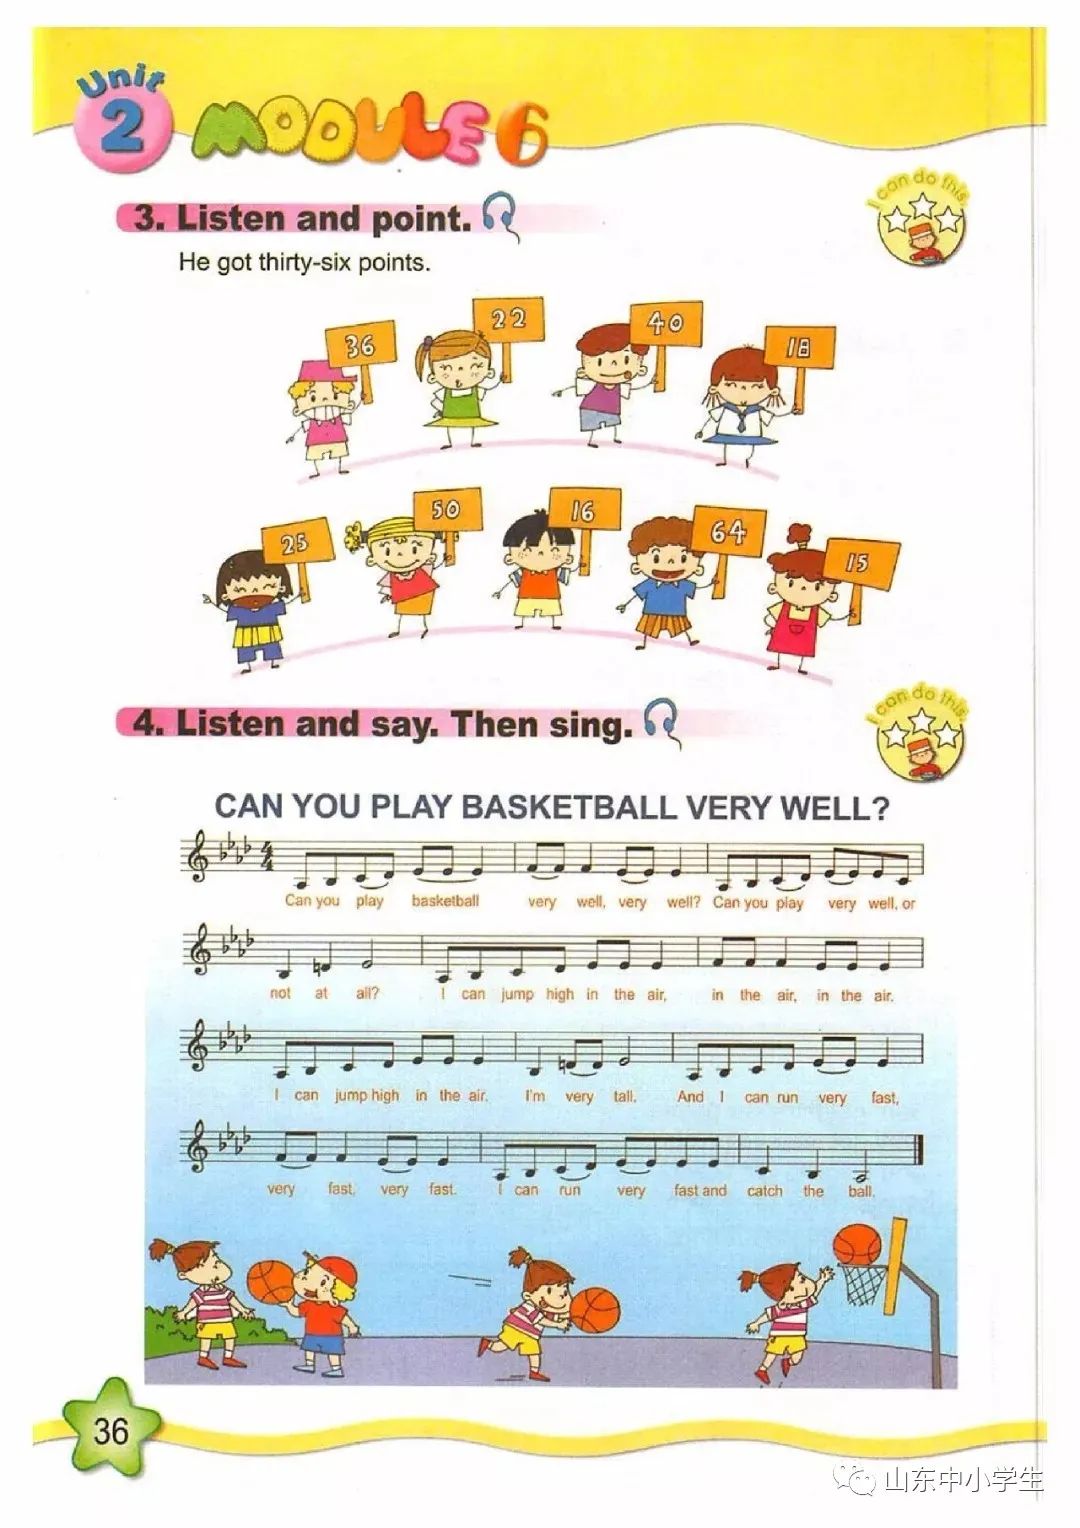 Unit
2
MODULE 6
3. Listen and point.
I can do this.
He got thirty-six points.
36
22
40
18
25
50
16
64
15
4. Listen and say. Then sing.
I can do this.
CAN YOU PLAY BASKETBALL VERY WELL?
4
4
Can you play basketball very well, very well? Can you play very well, or
not at all? I can jump high in the air, in the air, in the air.
I can jump high in the air. I'm very tall. And I can run very fast,
very fast, very fast. I can run very fast and catch the ball.
36
山东中小学生